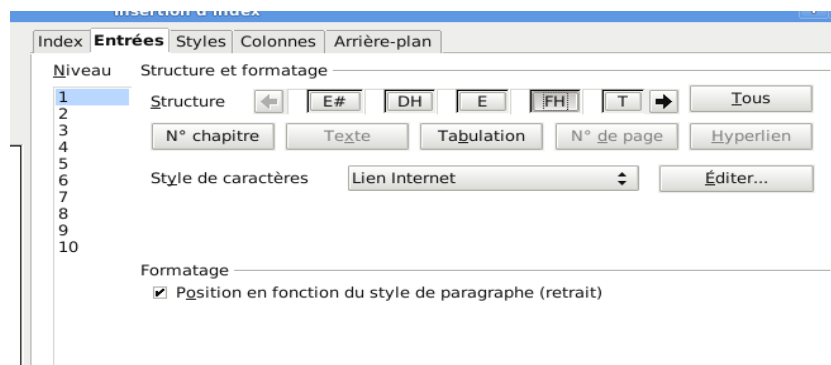 Insertion d'index
Index Entrées Styles Colonnes Arrière-plan
Niveau Structure et formatage
1
2
3
4
5
6
7
8
9
10
Structure E# DH E FH T Tous
N° chapitre Texte Tabulation N° de page Hyperlien
Style de caractères Lien Internet Éditer...
Formatage
Position en fonction du style de paragraphe (retrait)